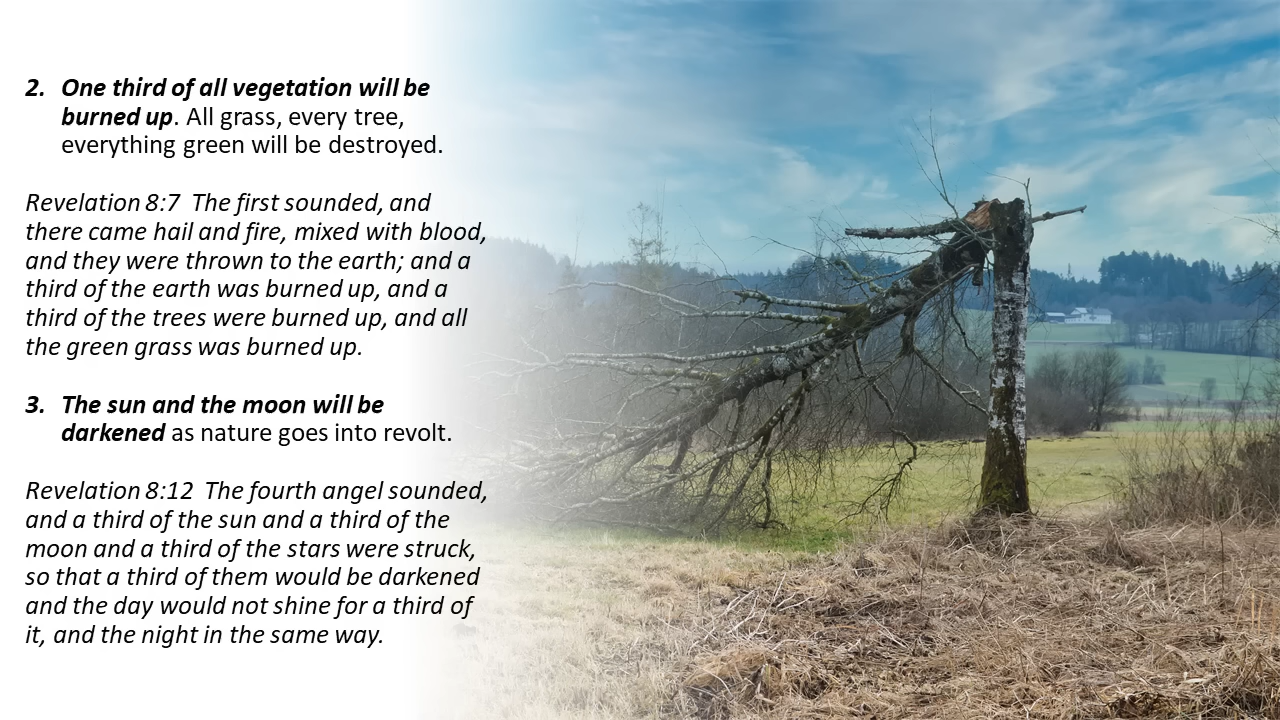 2. One third of all vegetation will be
burned up. All grass, every tree,
everything green will be destroyed.
Revelation 8:7  The first sounded, and
there came hail and fire, mixed with blood,
and they were thrown to the earth; and a
third of the earth was burned up, and a
third of the trees were burned up, and all
the green grass was burned up.
3. The sun and the moon will be
darkened as nature goes into revolt.
Revelation 8:12  The fourth angel sounded,
and a third of the sun and a third of the
moon and a third of the stars were struck,
so that a third of them would be darkened
and the day would not shine for a third of
it, and the night in the same way.